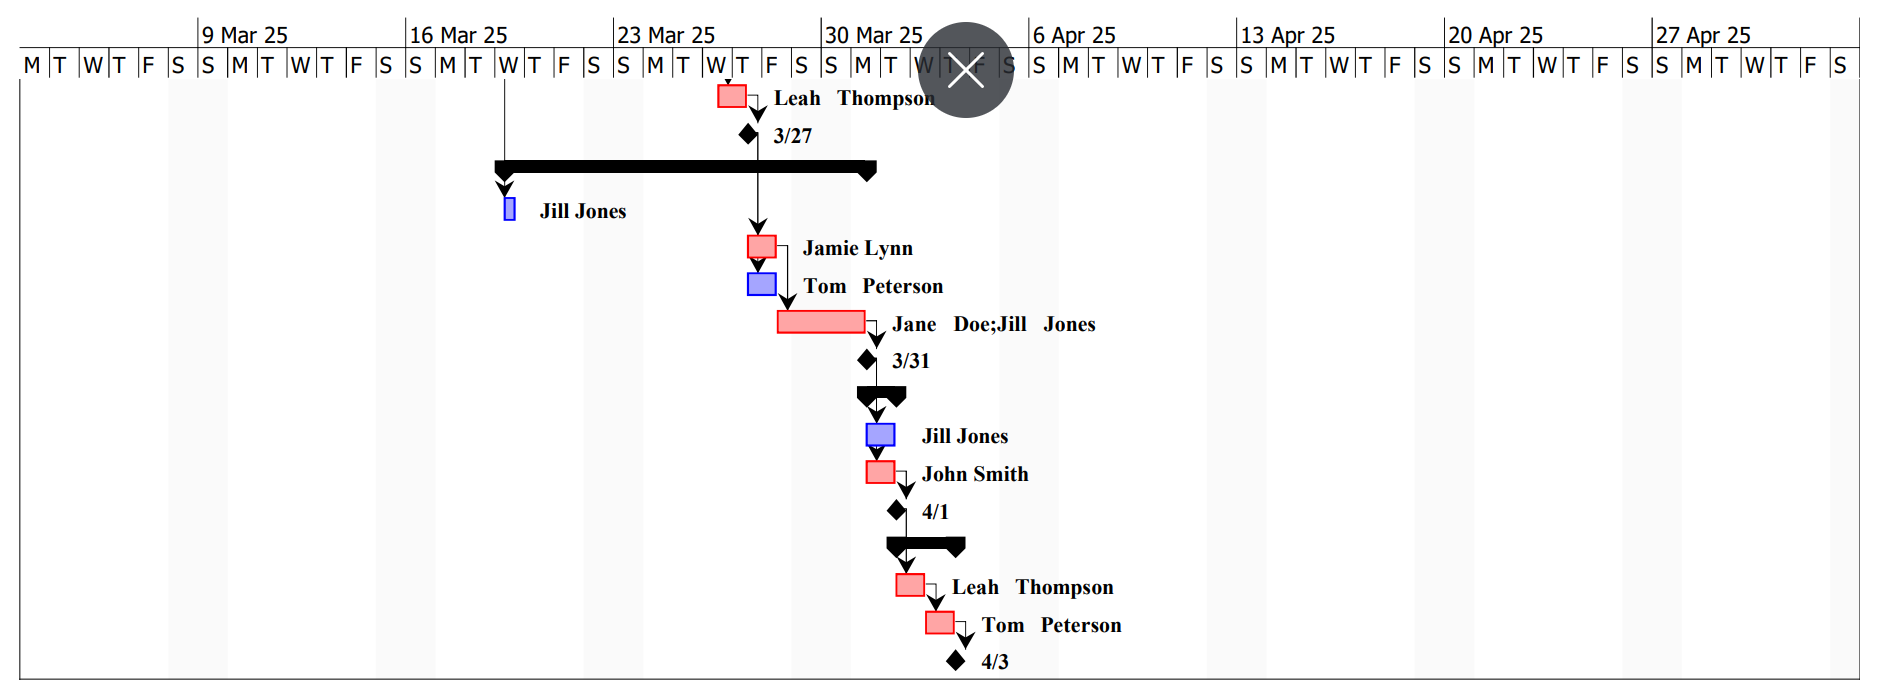 9 Mar 25 16 Mar 25 23 Mar 25 30 Mar 25 6 Apr 25 13 Apr 25 20 Apr 25 27 Apr 25
M T W T F S S M T W T F S S M T W T F S S M T W T F S S M T W T F S S M T W T F S S M T W T F S S M T W T F S S M T W T F S
Leah Thompson
3/27
Jill Jones
Jamie Lynn
Tom Peterson
Jane Doe;Jill Jones
3/31
Jill Jones
John Smith
4/1
Leah Thompson
Tom Peterson
4/3